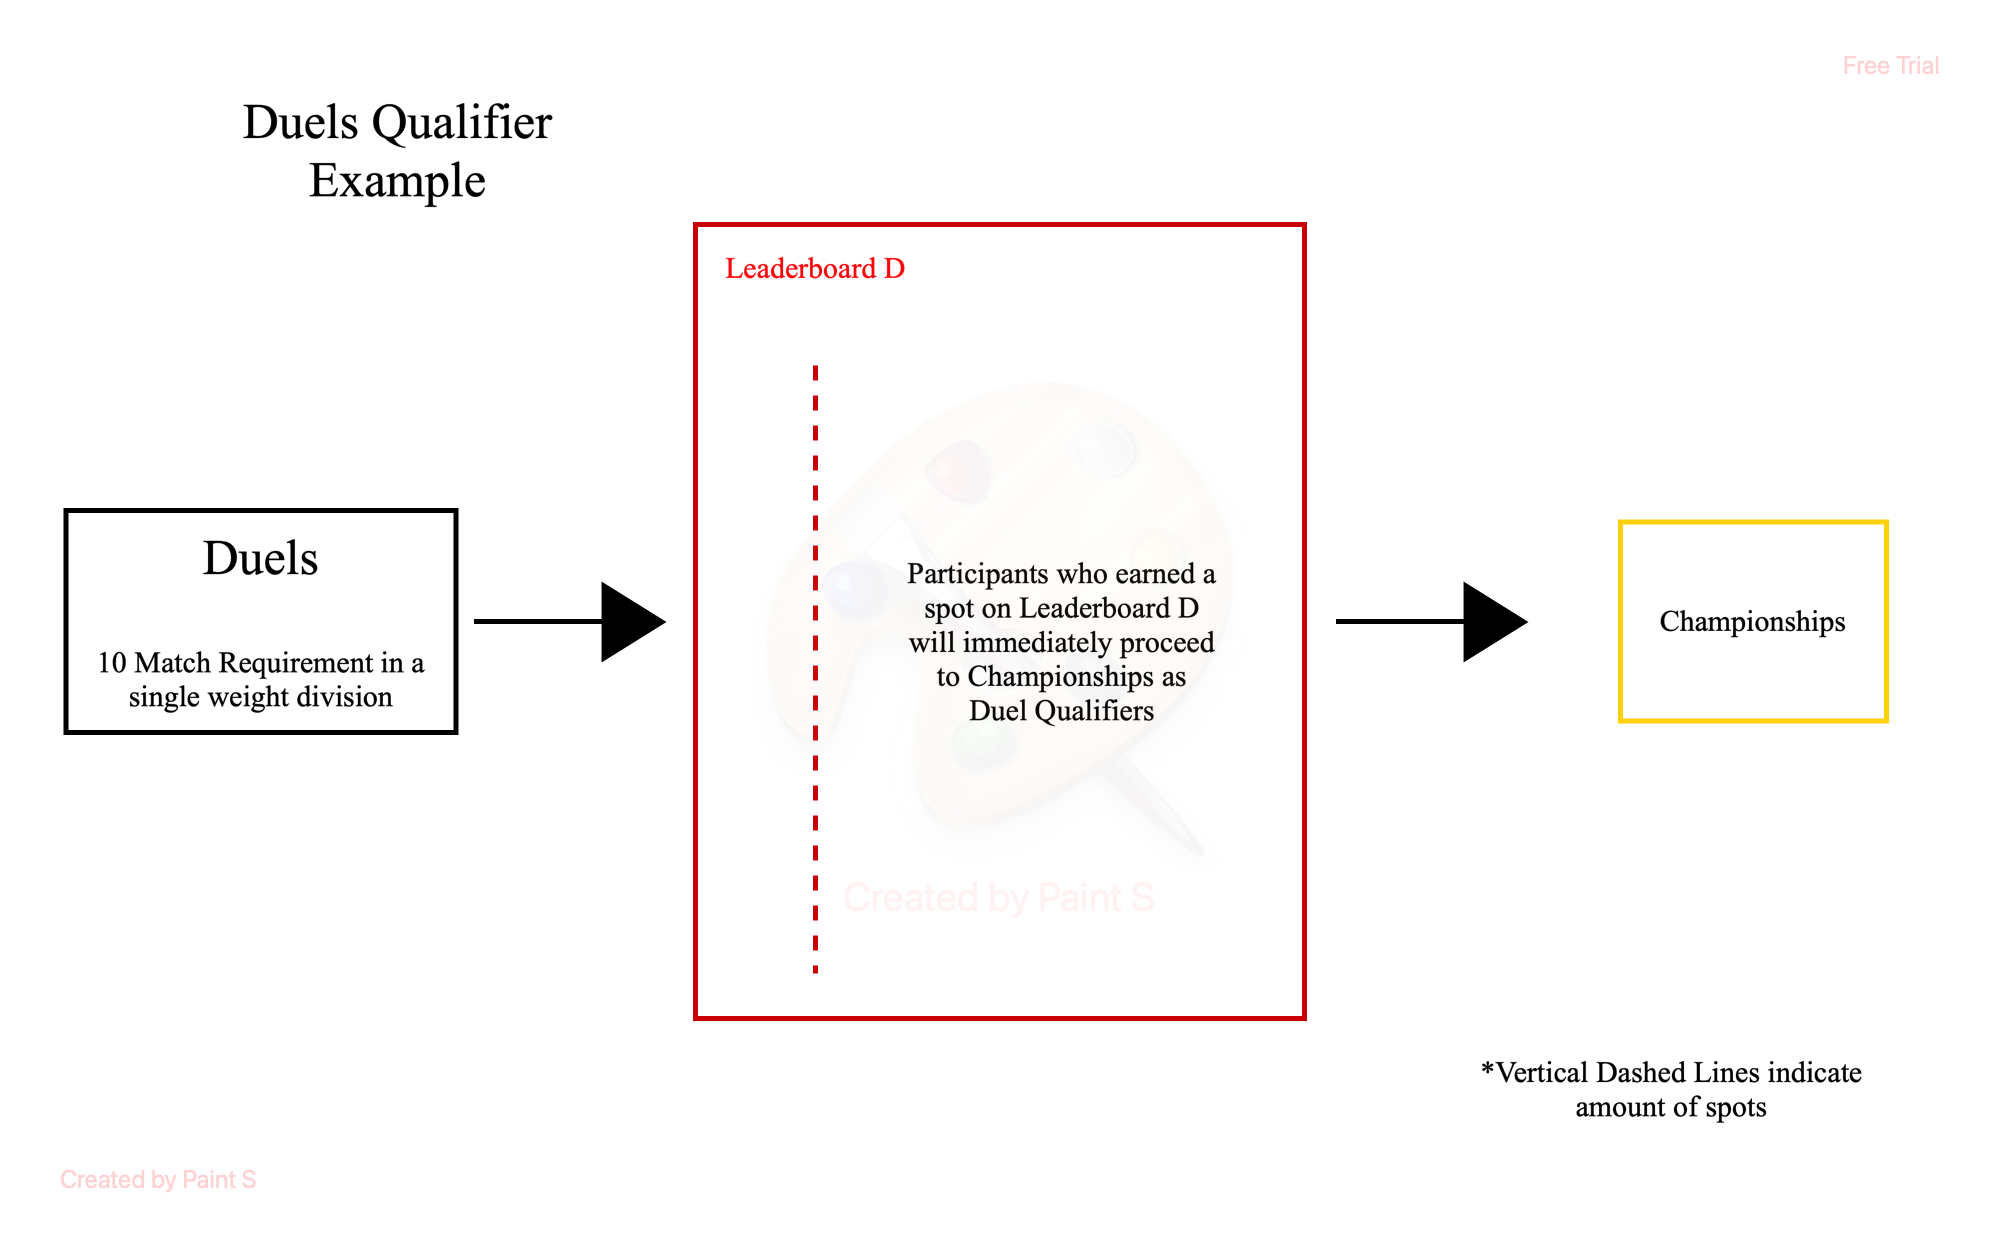 Free Trial
Duels Qualifier
Example
Leaderboard D
Duels
10 Match Requirement in a
single weight division
Participants who earned a
spot on Leaderboard D
will immediately proceed
to Championships as
Duel Qualifiers
Championships
Created by Paint S
*Vertical Dashed Lines indicate
amount of spots
Created by Paint S